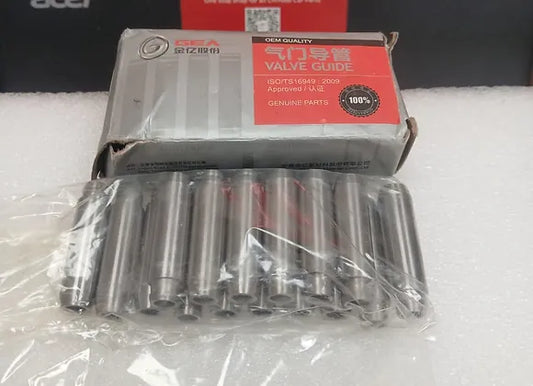 acer
OEM QUALITY
GEA
金亿股份
气门导管
VALVE GUIDE
ISO/TS16949 : 2009
Approved / 认证
GENUINE PARTS
100%